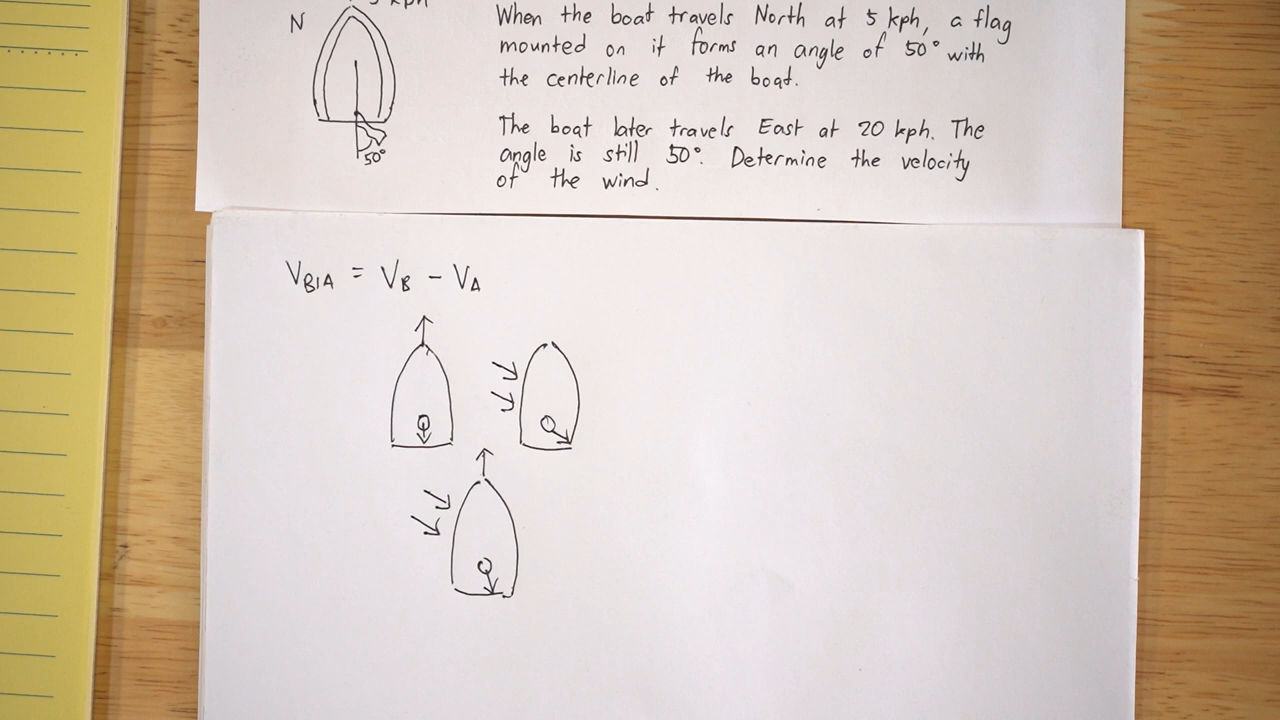 5 kph
N
50°
When the boat travels North at 5 kph, a flag
mounted on it forms an angle of 50° with
the centerline of the boat.
The boat later travels East at 20 kph. The
angle is still 50°. Determine the velocity
of the wind.
VB/A = VB - VA